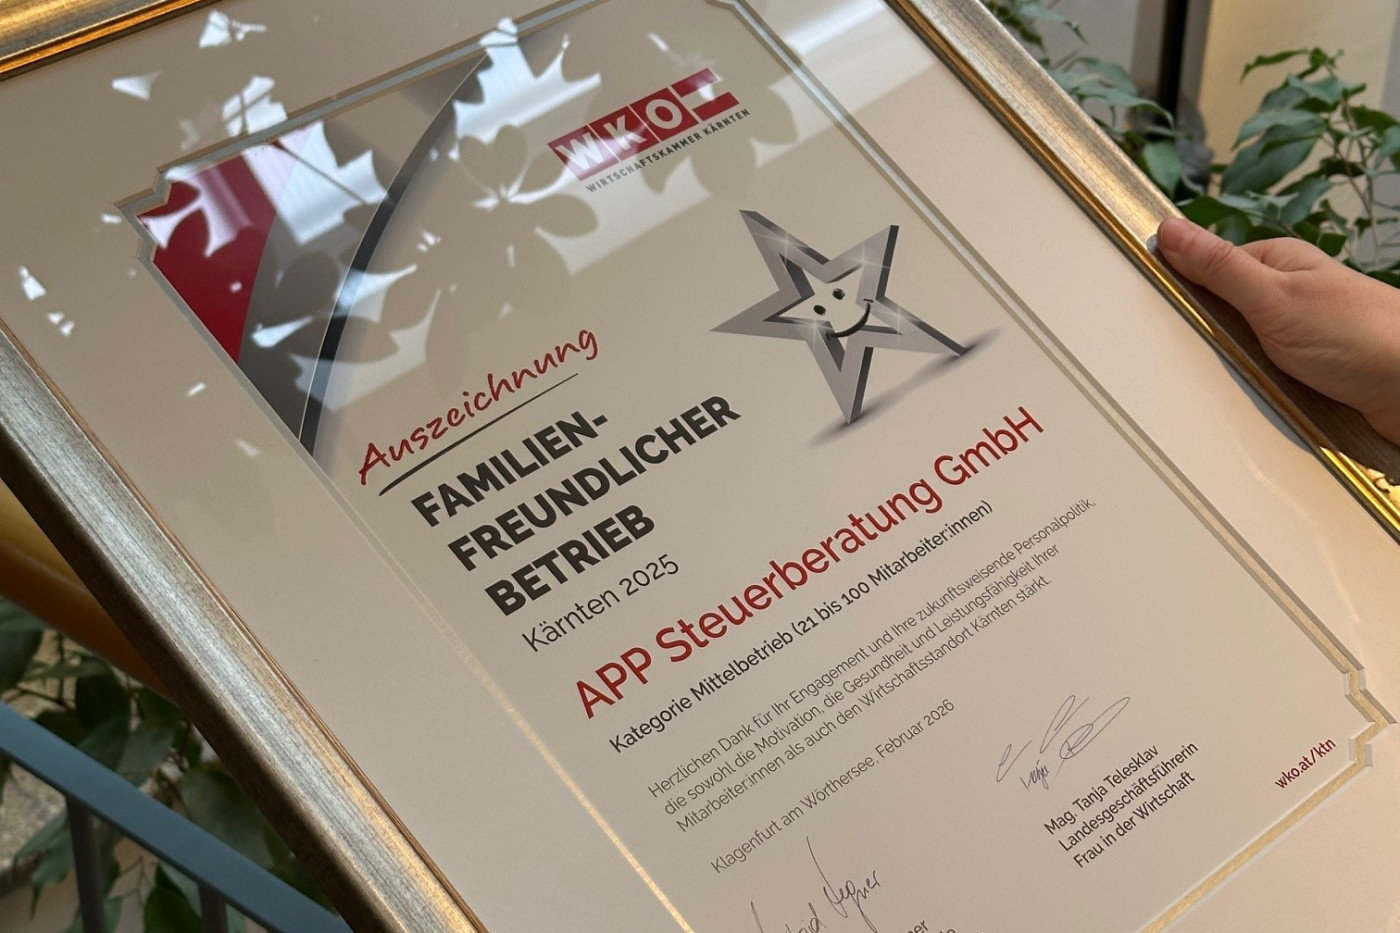 WKO
WIRTSCHAFTSKAMMER KÄRNTEN
Auszeichnung
FAMILIEN-
FREUNDLICHER
BETRIEB
Kärnten 2025
APP Steuerberatung GmbH
Kategorie Mittelbetrieb (21 bis 100 Mitarbeiter:innen)
Herzlichen Dank für Ihr Engagement und Ihre zukunftsweisende Personalpolitik,
die sowohl die Motivation, die Gesundheit und Leistungsfähigkeit Ihrer
Mitarbeiter:innen als auch den Wirtschaftsstandort Kärnten stärkt.
Klagenfurt am Wörthersee, Februar 2026
Mag. Tanja Telesklav
Landesgeschäftsführerin
Frau in der Wirtschaft
wko.at/ktn